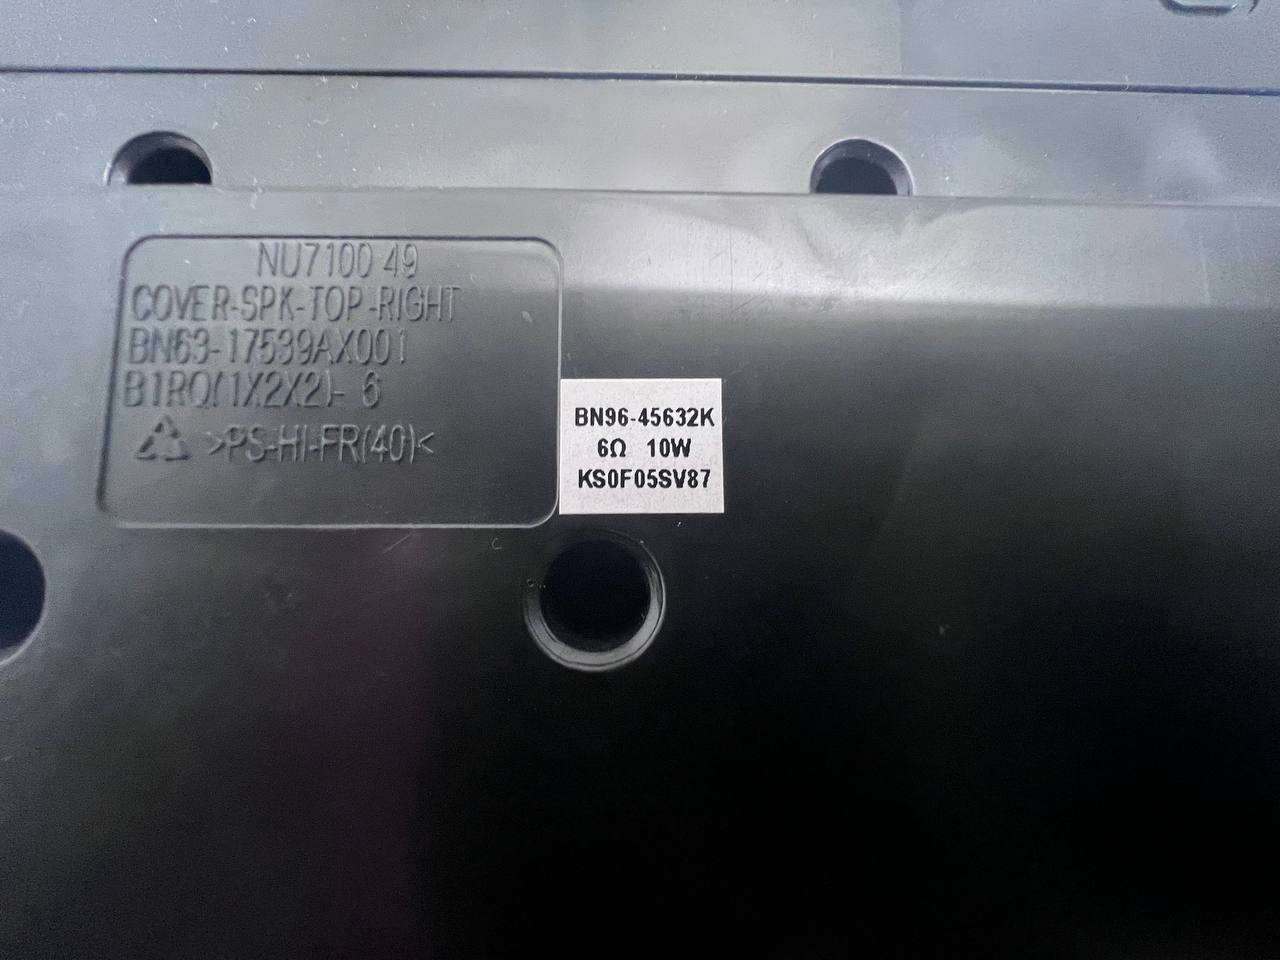 NU7100 49
COVER-SPK-TOP-RIGHT
BN63-17539AX001
B1RQ(1X2X2)- 6
>PS-HI-FR(40)<
BN96-45632K
6Ω 10W
KS0F05SV87